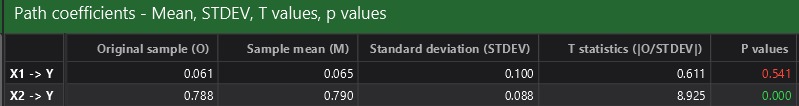 Path coefficients - Mean, STDEV, T values, p values
Original sample (O) Sample mean (M) Standard deviation (STDEV) T statistics (|O/STDEV|) P values
X1 -> Y 0.061 0.065 0.100 0.611 0.541
X2 -> Y 0.788 0.790 0.088 8.925 0.000